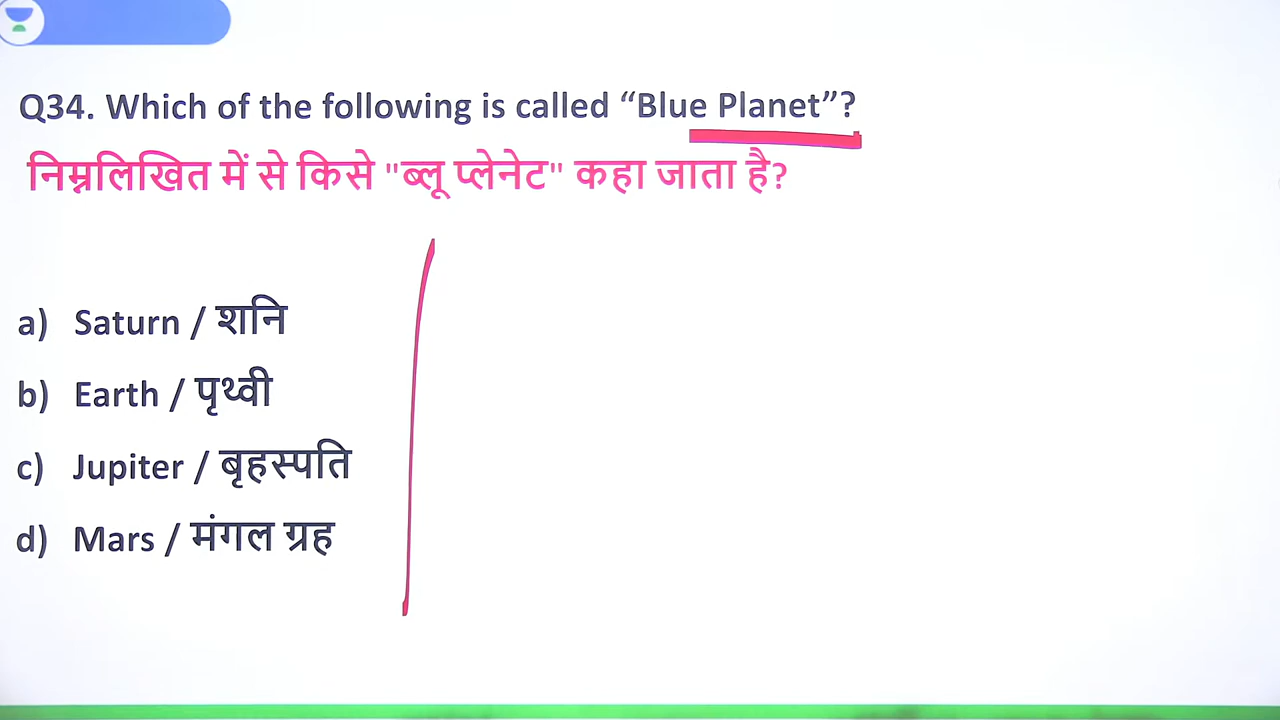 Q34. Which of the following is called “Blue Planet”?
निम्नलिखित में से किसे "ब्लू प्लेनेट" कहा जाता है?
a) Saturn / शनि
b) Earth / पृथ्वी
c) Jupiter / बृहस्पति
d) Mars / मंगल ग्रह